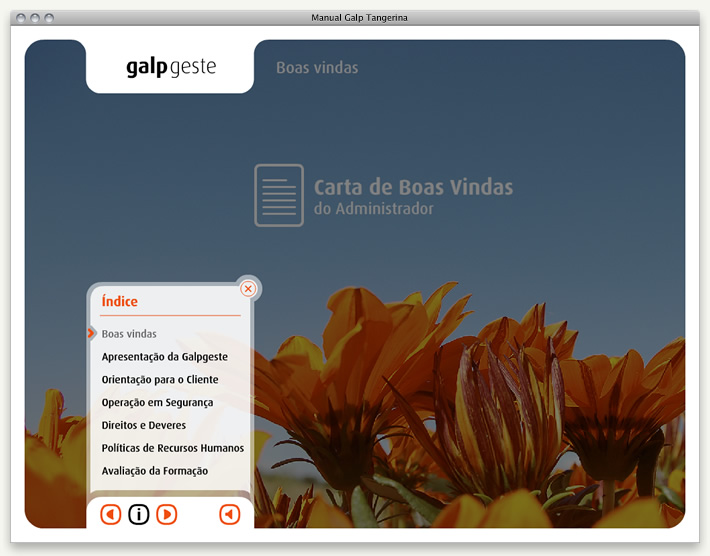 Manual Galp Tangerina
galpgeste
Boas vindas
Carta de Boas Vindas
do Administrador
Índice
Boas vindas
Apresentação da Galpgeste
Orientação para o Cliente
Operação em Segurança
Direitos e Deveres
Políticas de Recursos Humanos
Avaliação da Formação
i